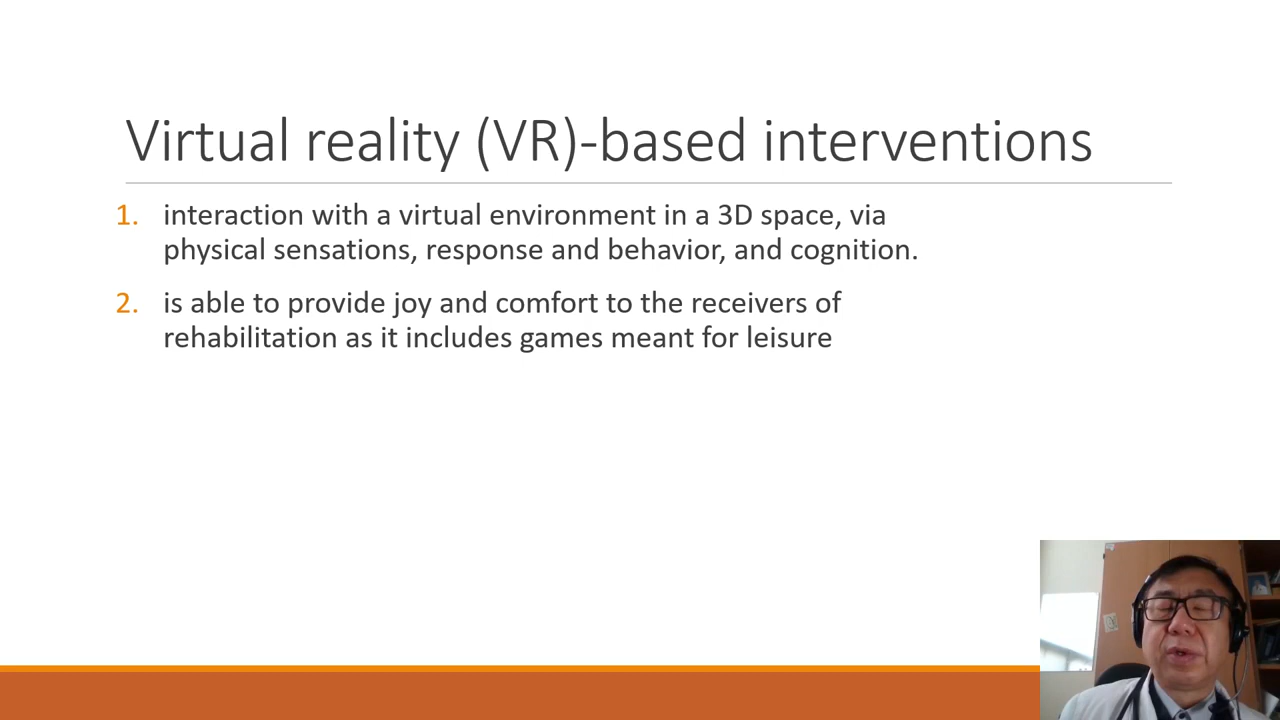 Virtual reality (VR)-based interventions
1. interaction with a virtual environment in a 3D space, via
physical sensations, response and behavior, and cognition.
2. is able to provide joy and comfort to the receivers of
rehabilitation as it includes games meant for leisure